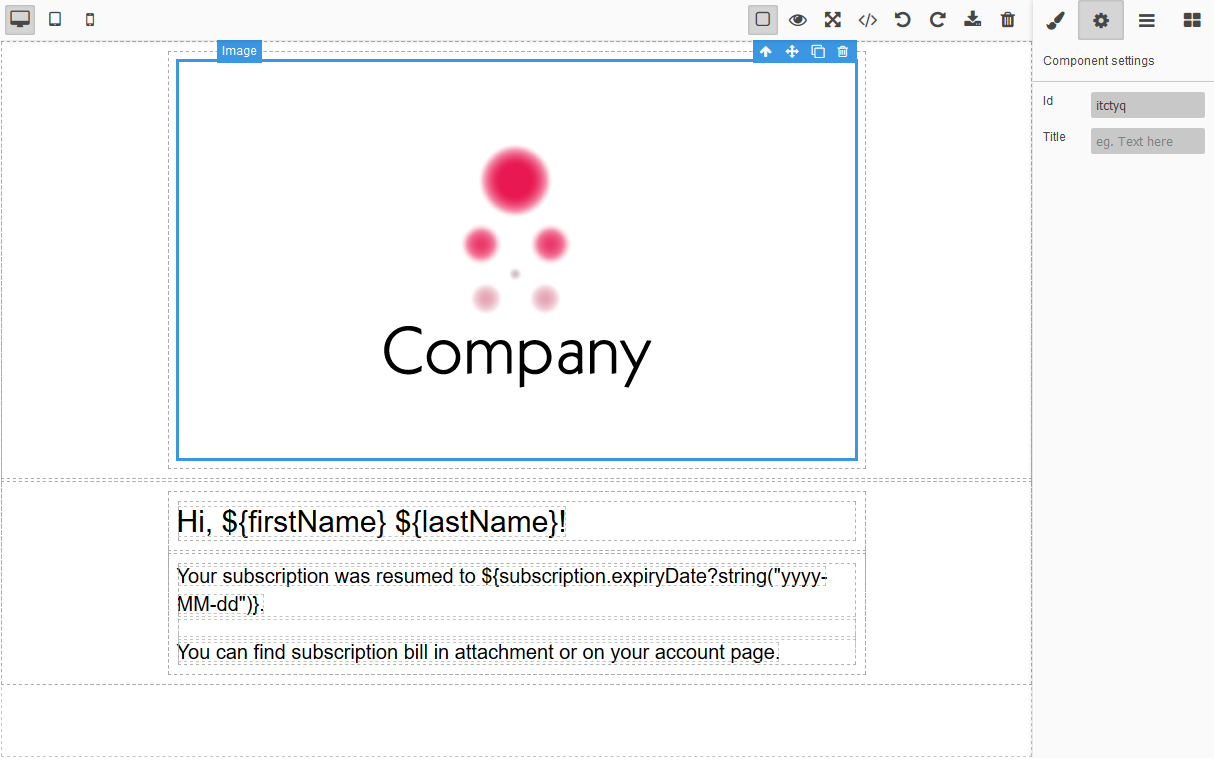 Image
Component settings
Id
itctyq
Title
eg. Text here
Company
Hi, ${firstName} ${lastName}!
Your subscription was resumed to ${subscription.expiryDate?string("yyyy-
MM-dd")}.
You can find subscription bill in attachment or on your account page.